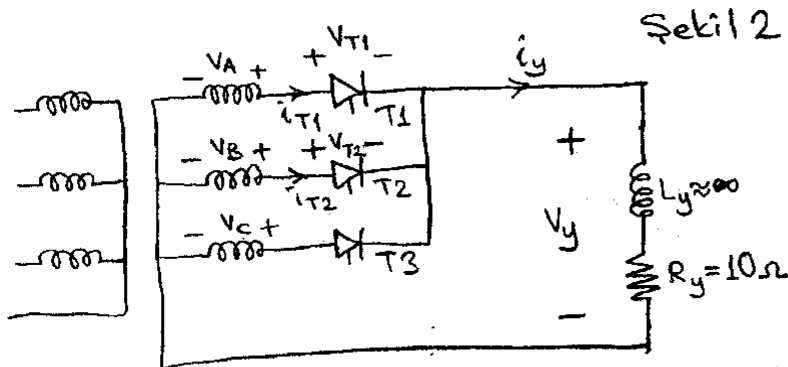 Şekil 2
- VA + + VT1 - iy
iT1 T1
- VB + + VT2 - +
iT2 T2 Ly≈∞
- VC + Vy
T3 Ry=10Ω
-